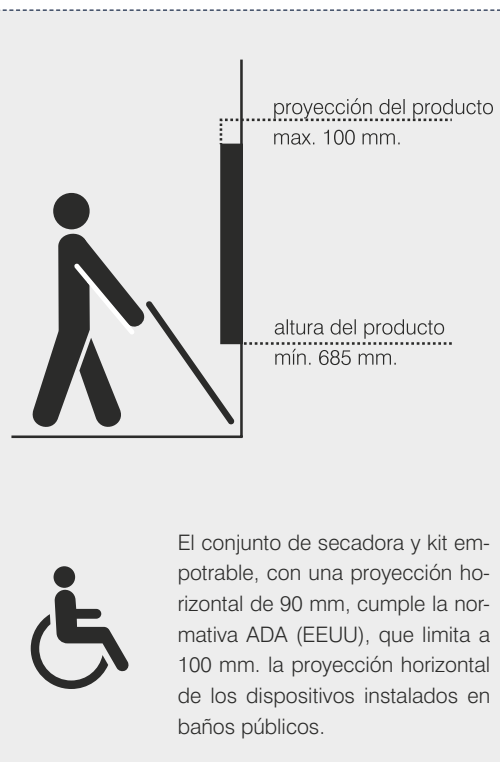 proyección del producto
max. 100 mm.
altura del producto
mín. 685 mm.
El conjunto de secadora y kit em-
potrable, con una proyección ho-
rizontal de 90 mm, cumple la nor-
mativa ADA (EEUU), que limita a
100 mm. la proyección horizontal
de los dispositivos instalados en
baños públicos.